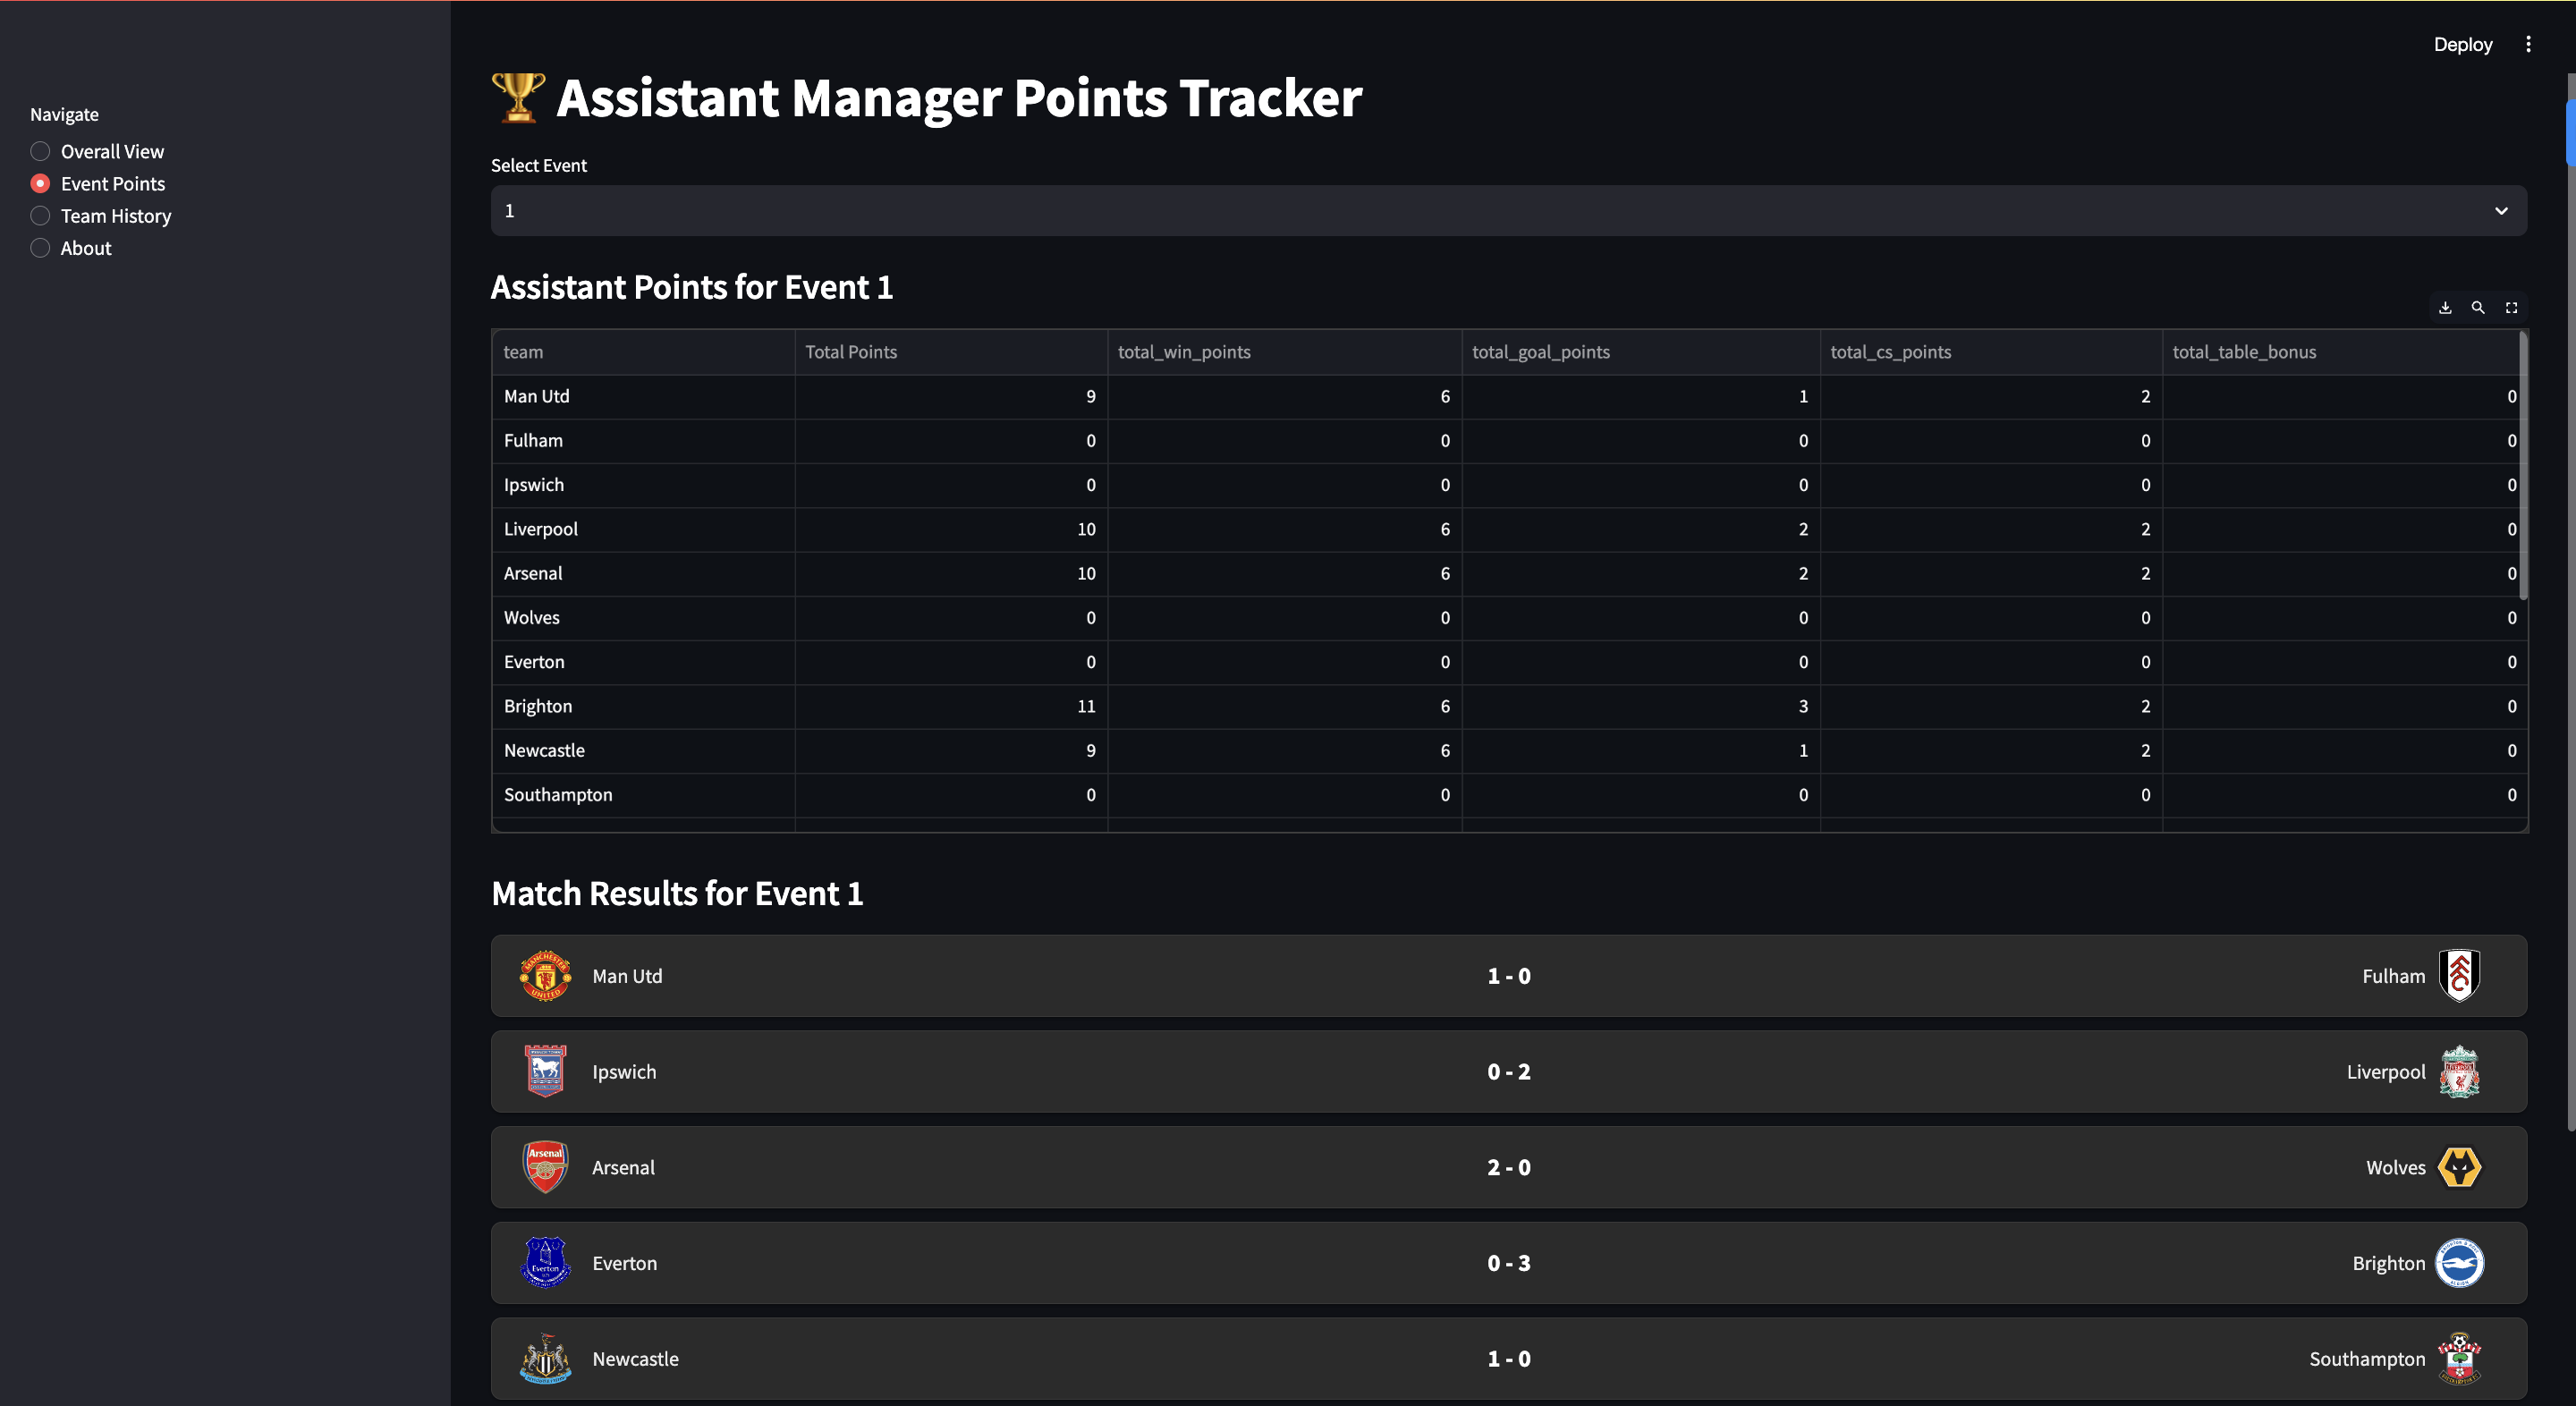 Deploy
Navigate
Overall View
Event Points
Team History
About
🏆 Assistant Manager Points Tracker
Select Event
1
Assistant Points for Event 1
team Total Points total_win_points total_goal_points total_cs_points total_table_bonus
Man Utd 9 6 1 2 0
Fulham 0 0 0 0 0
Ipswich 0 0 0 0 0
Liverpool 10 6 2 2 0
Arsenal 10 6 2 2 0
Wolves 0 0 0 0 0
Everton 0 0 0 0 0
Brighton 11 6 3 2 0
Newcastle 9 6 1 2 0
Southampton 0 0 0 0 0
Match Results for Event 1
MANCHESTER UNITED
Man Utd 1 - 0 Fulham
Ipswich 0 - 2 Liverpool
Arsenal
Arsenal 2 - 0 Wolves
Everton
Everton 0 - 3 Brighton
Newcastle 1 - 0 Southampton